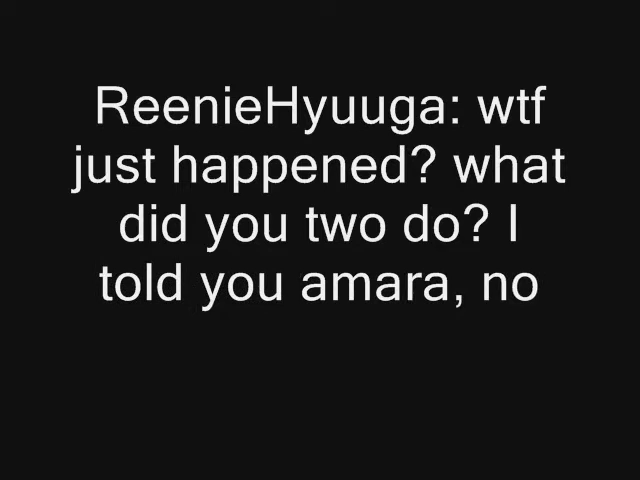 ReenieHyuuga: wtf
just happened? what
did you two do? I
told you amara, no